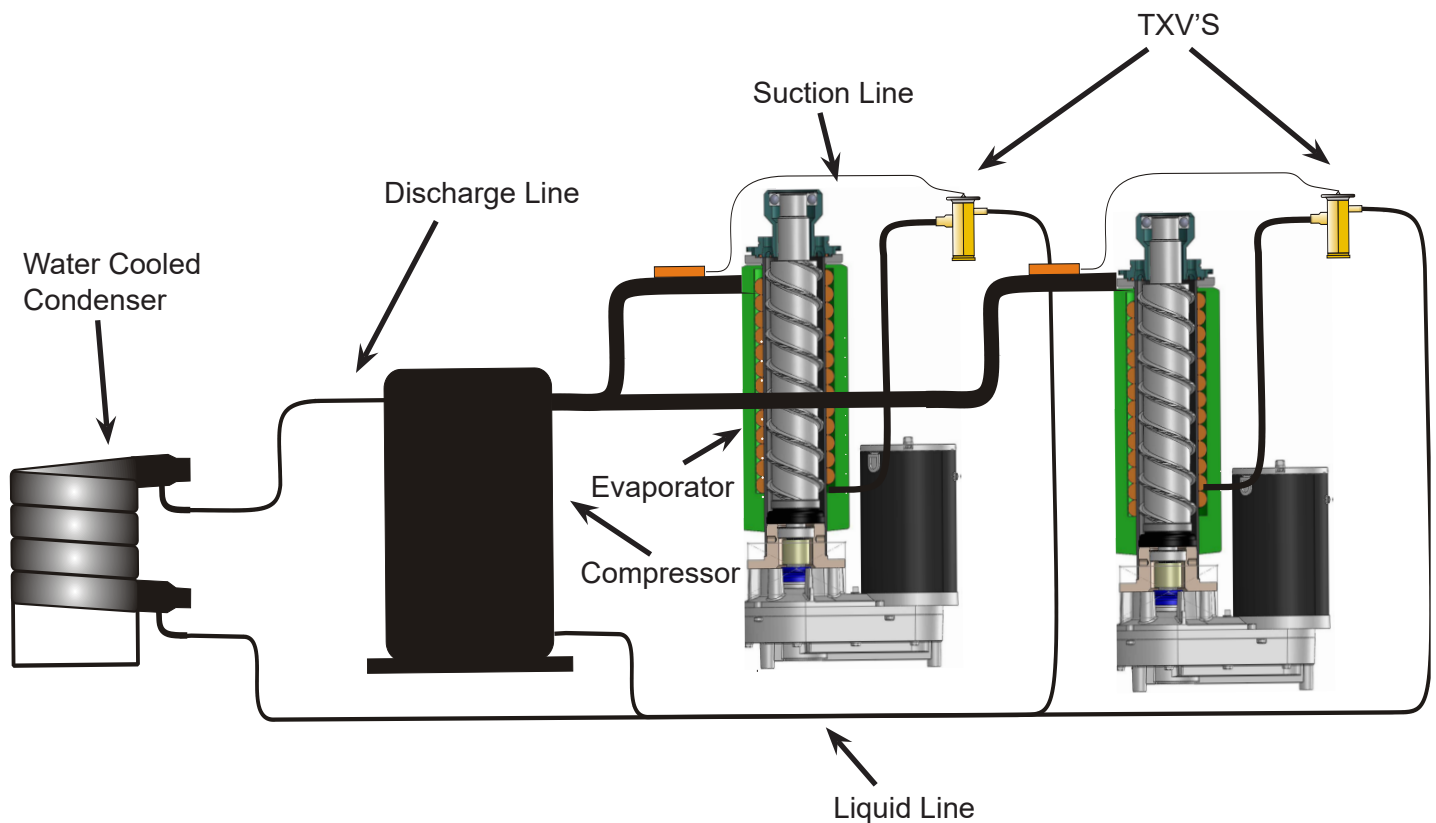 TXV'S
Suction Line
Discharge Line
Water Cooled
Condenser
Evaporator
Compressor
Liquid Line